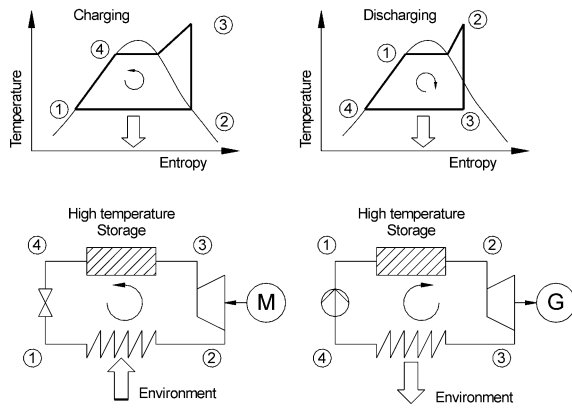 Charging
Temperature
Entropy
①
②
③
④
Discharging
Temperature
Entropy
①
②
③
④
High temperature
Storage
④
③
M
①
②
Environment
High temperature
Storage
①
②
G
④
③
Environment